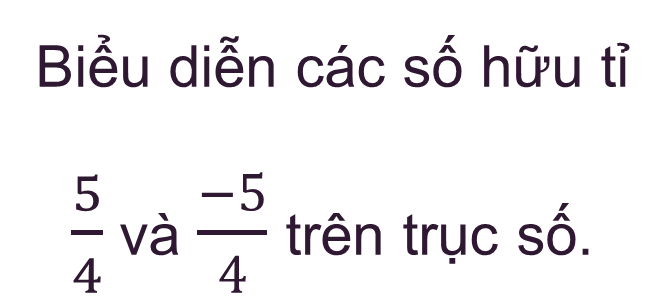 Biểu diễn các số hữu tỉ
5/4 và −5/4 trên trục số.